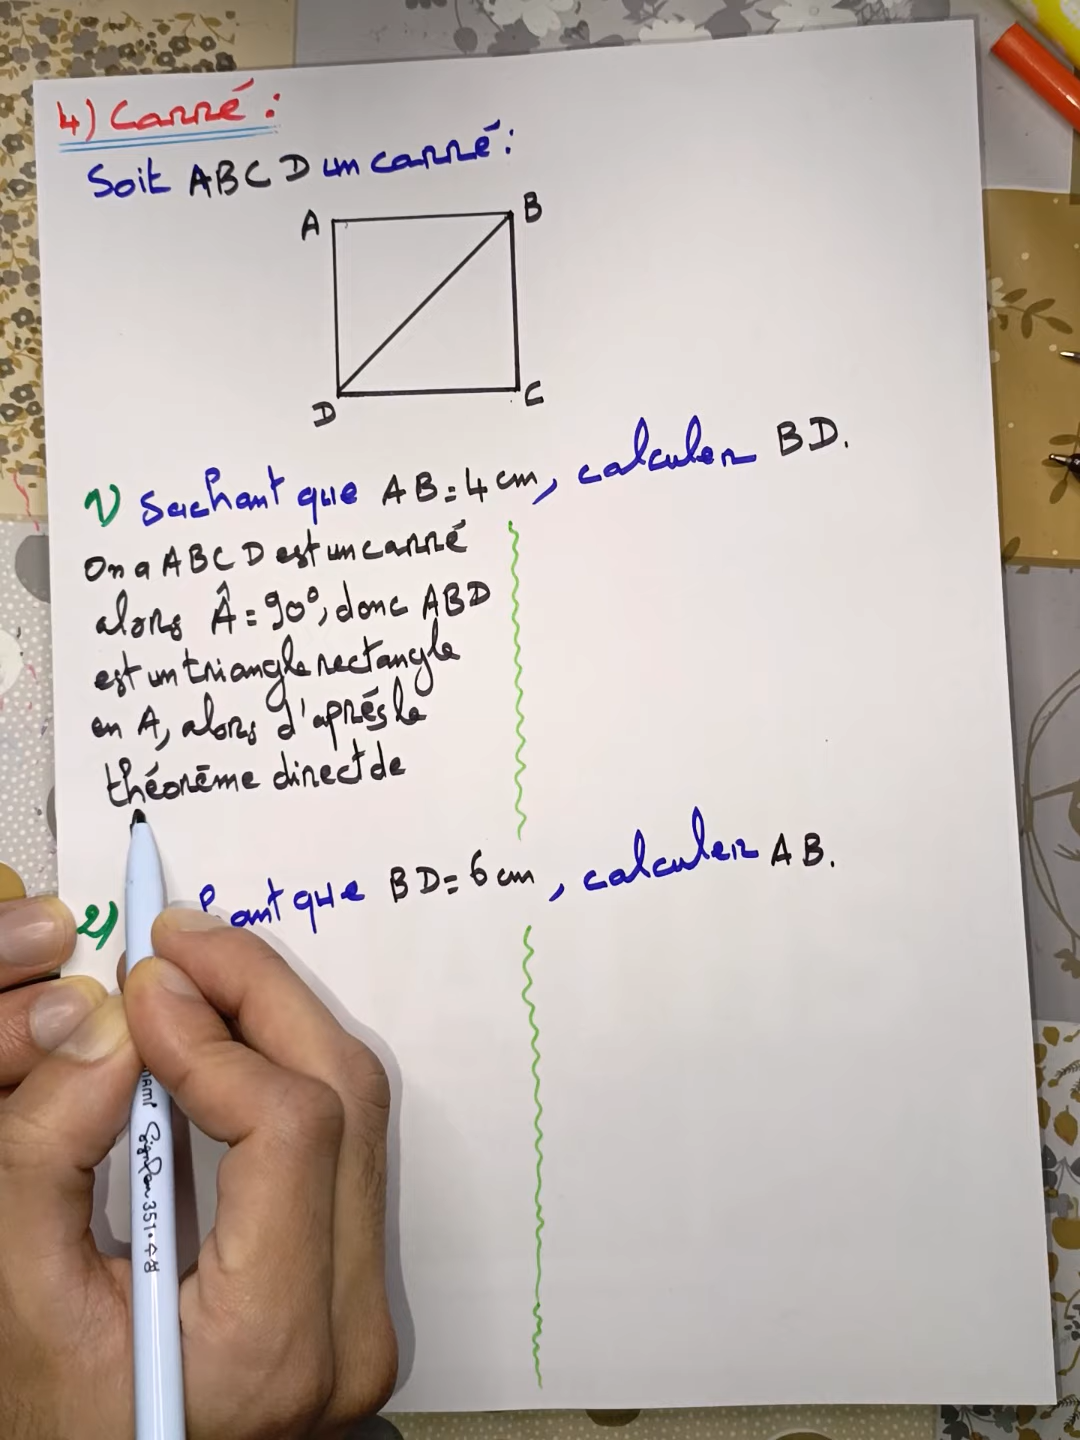 4) Carré :
Soit ABCD un carré :
A
B
D
C
1) Sachant que AB = 4 cm, calculer BD.
On a ABCD est un carré
alors Â = 90°, donc ABD
est un triangle rectangle
en A, alors d'après le
théorème direct de
2) hant que BD = 6 cm, calculer AB.
351